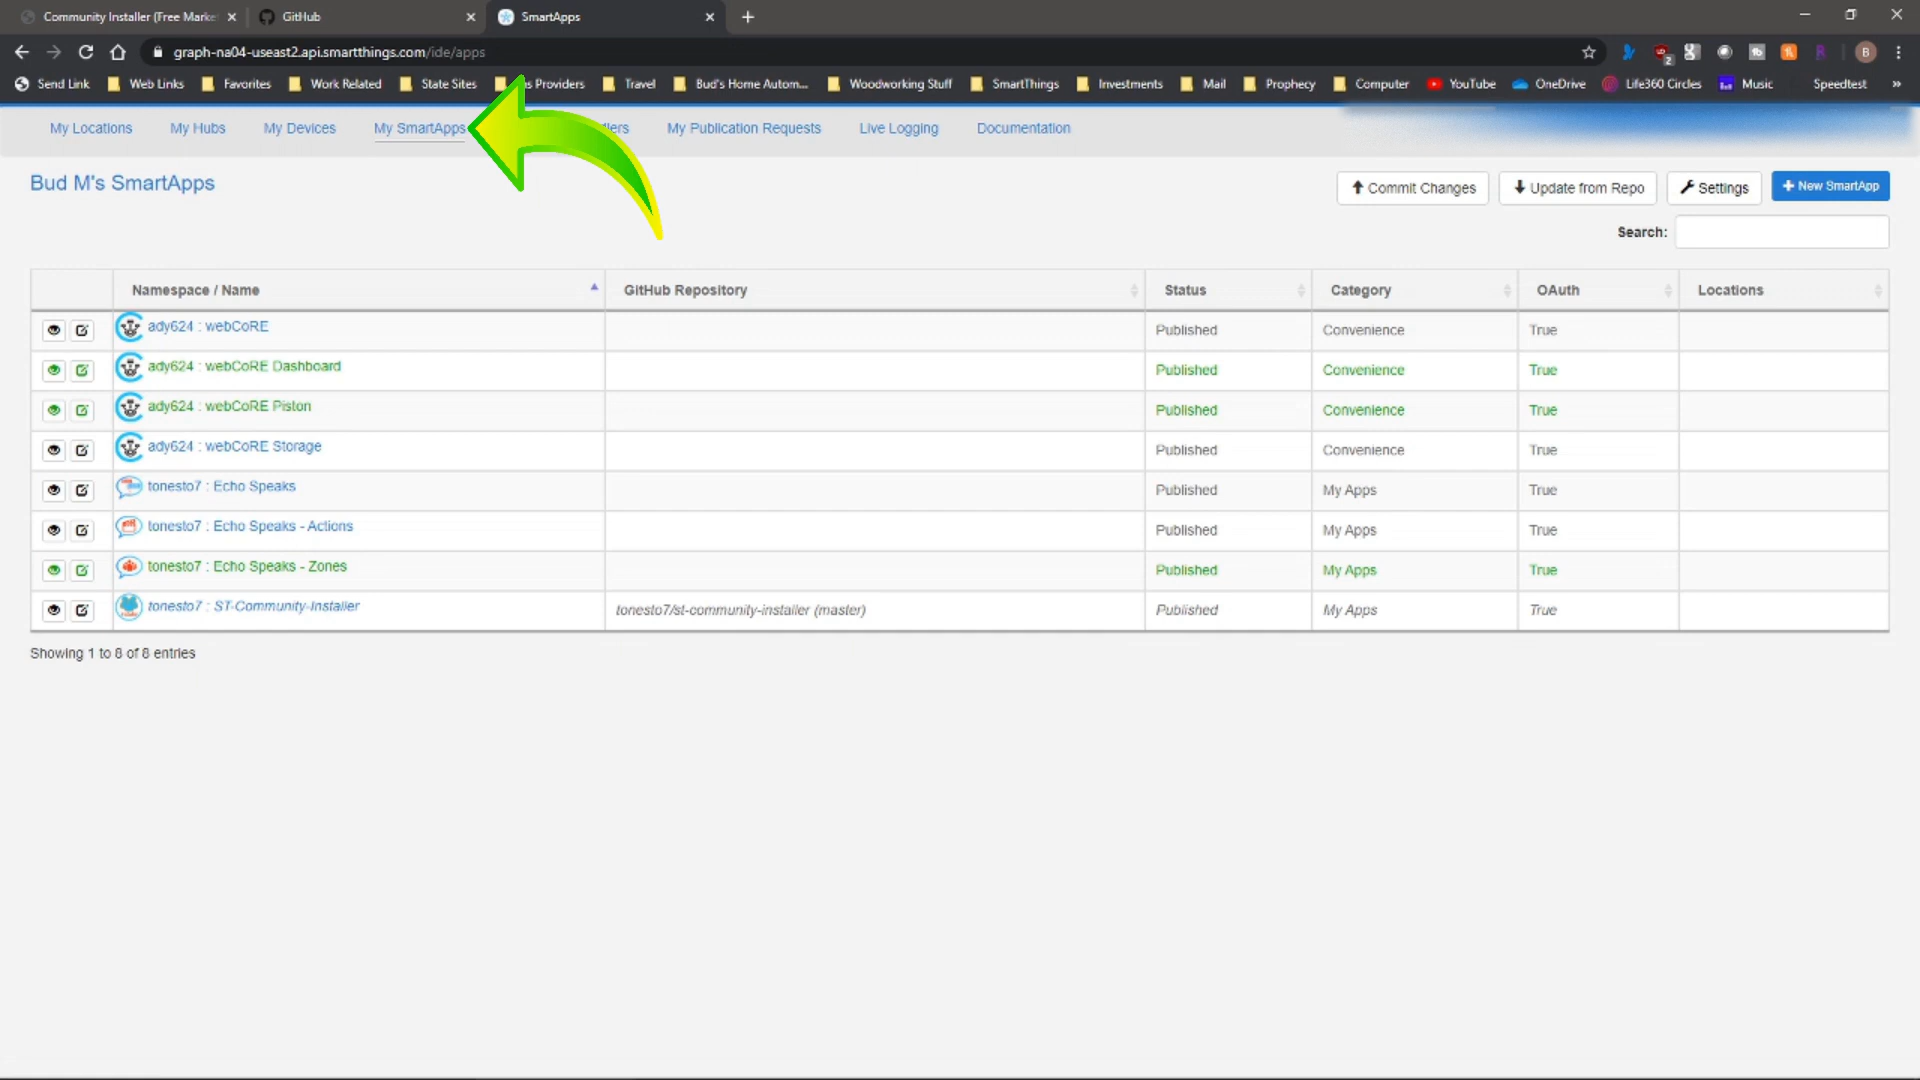 Community Installer (Free Marke
GitHub
SmartApps
graph-na04-useast2.api.smartthings.com/ide/apps
2
B
Send Link
Web Links
Favorites
Work Related
State Sites
s Providers
Travel
Bud's Home Autom...
Woodworking Stuff
SmartThings
Investments
Mail
Prophecy
Computer
YouTube
OneDrive
Life360 Circles
Music
Speedtest
»
My Locations
My Hubs
My Devices
My SmartApps
lers
My Publication Requests
Live Logging
Documentation
Bud M's SmartApps
Commit Changes
Update from Repo
Settings
New SmartApp
Search:
Namespace / Name GitHub Repository Status Category OAuth Locations
ady624 : webCoRE Published Convenience True
ady624 : webCoRE Dashboard Published Convenience True
ady624 : webCoRE Piston Published Convenience True
ady624 : webCoRE Storage Published Convenience True
tonesto7 : Echo Speaks Published My Apps True
tonesto7 : Echo Speaks - Actions Published My Apps True
tonesto7 : Echo Speaks - Zones Published My Apps True
tonesto7 : ST-Community-Installer tonesto7/st-community-installer (master) Published My Apps True
Showing 1 to 8 of 8 entries